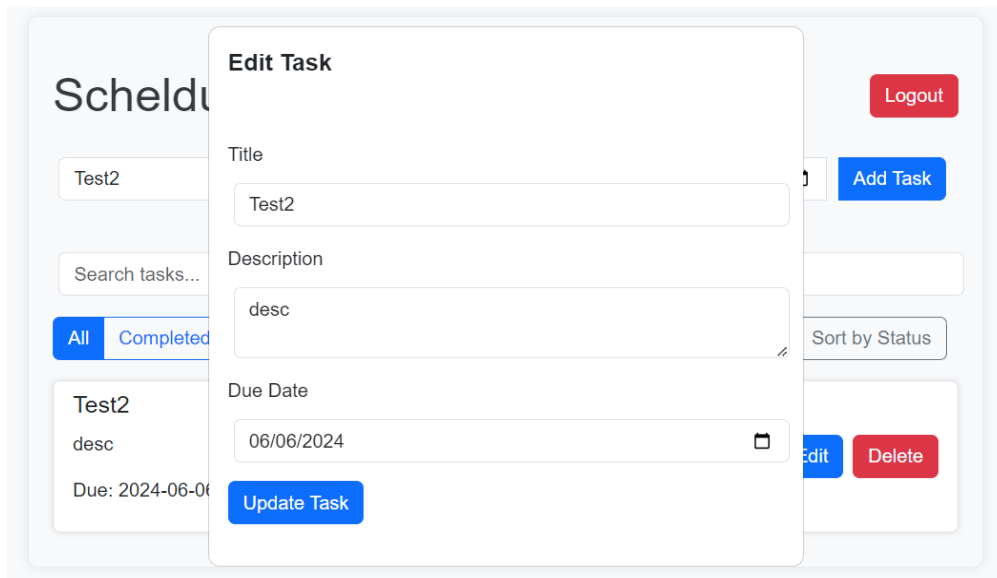 Edit Task
Scheldu
Logout
Title
Test2
Test2
Add Task
Description
Search tasks...
desc
All
Completed
Sort by Status
Due Date
Test2
06/06/2024
desc
Edit
Delete
Due: 2024-06-06
Update Task